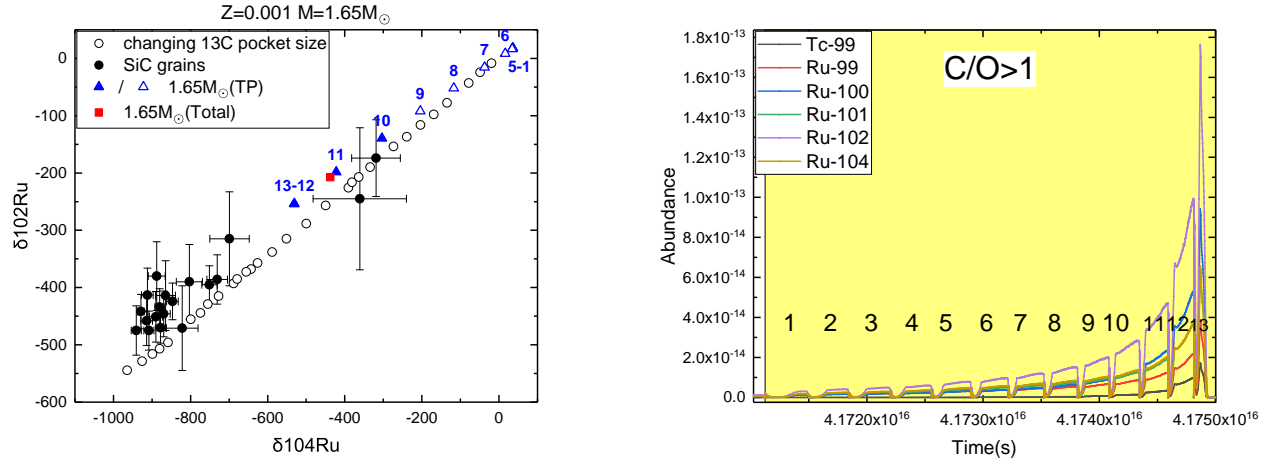 Z=0.001 M=1.65M☉
changing 13C pocket size
SiC grains
/ 1.65M☉(TP)
1.65M☉(Total)
6
7
5-1
8
9
10
11
13-12
0
-100
-200
-300
-400
-500
-600
δ102Ru
-1000
-800
-600
-400
-200
0
δ104Ru
Tc-99
Ru-99
Ru-100
Ru-101
Ru-102
Ru-104
C/O>1
1.8x10⁻¹³
1.6x10⁻¹³
1.4x10⁻¹³
1.2x10⁻¹³
1.0x10⁻¹³
8.0x10⁻¹⁴
6.0x10⁻¹⁴
4.0x10⁻¹⁴
2.0x10⁻¹⁴
0.0
Abundance
1 2 3 4 5 6 7 8 9 10 11 12 13
4.1720x10¹⁶
4.1730x10¹⁶
4.1740x10¹⁶
4.1750x10¹⁶
Time(s)